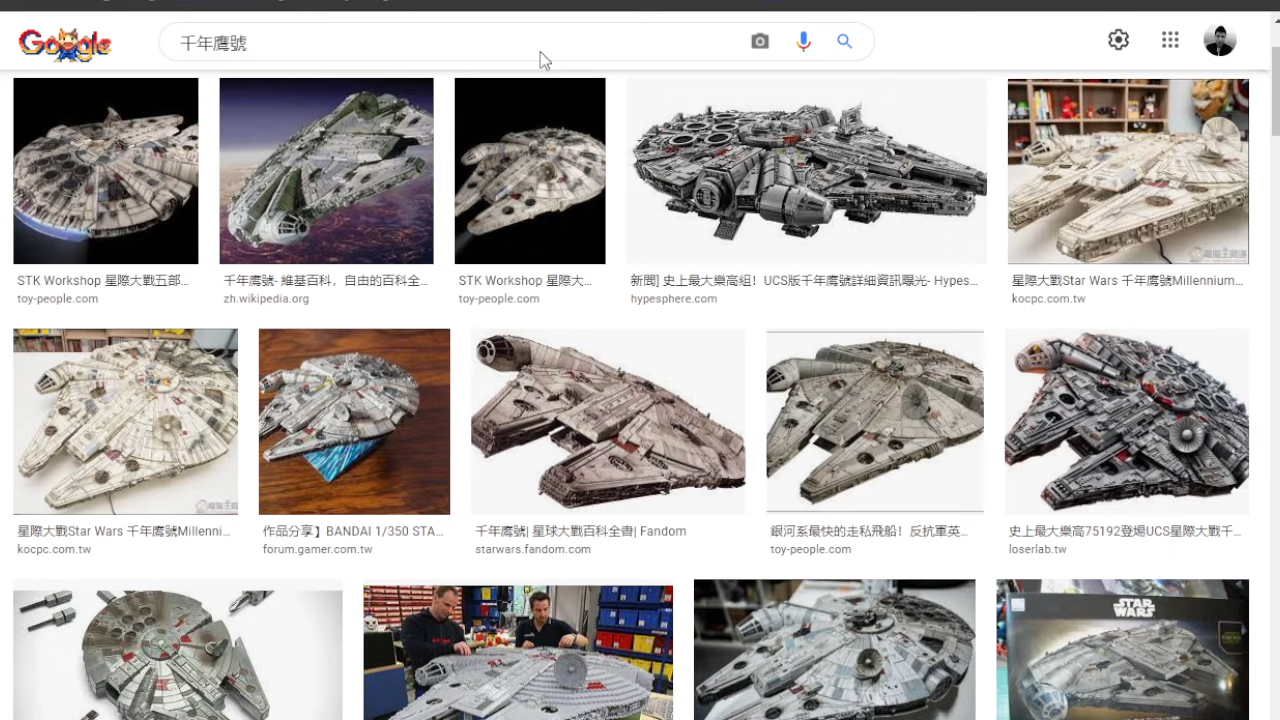 Google
千年鷹號
STK Workshop 星際大戰五部...
toy-people.com
千年鷹號- 維基百科，自由的百科全...
zh.wikipedia.org
STK Workshop 星際大...
toy-people.com
新聞] 史上最大樂高組！UCS版千年鷹號詳細資訊曝光- Hypes...
hypesphere.com
星際大戰Star Wars 千年鷹號Millennium...
kocpc.com.tw
星際大戰Star Wars 千年鷹號Millenni...
kocpc.com.tw
作品分享】BANDAI 1/350 STA...
forum.gamer.com.tw
千年鷹號| 星球大戰百科全書| Fandom
starwars.fandom.com
銀河系最快的走私飛船！反抗軍英...
toy-people.com
史上最大樂高75192登場UCS星際大戰千...
loserlab.tw
STAR WARS